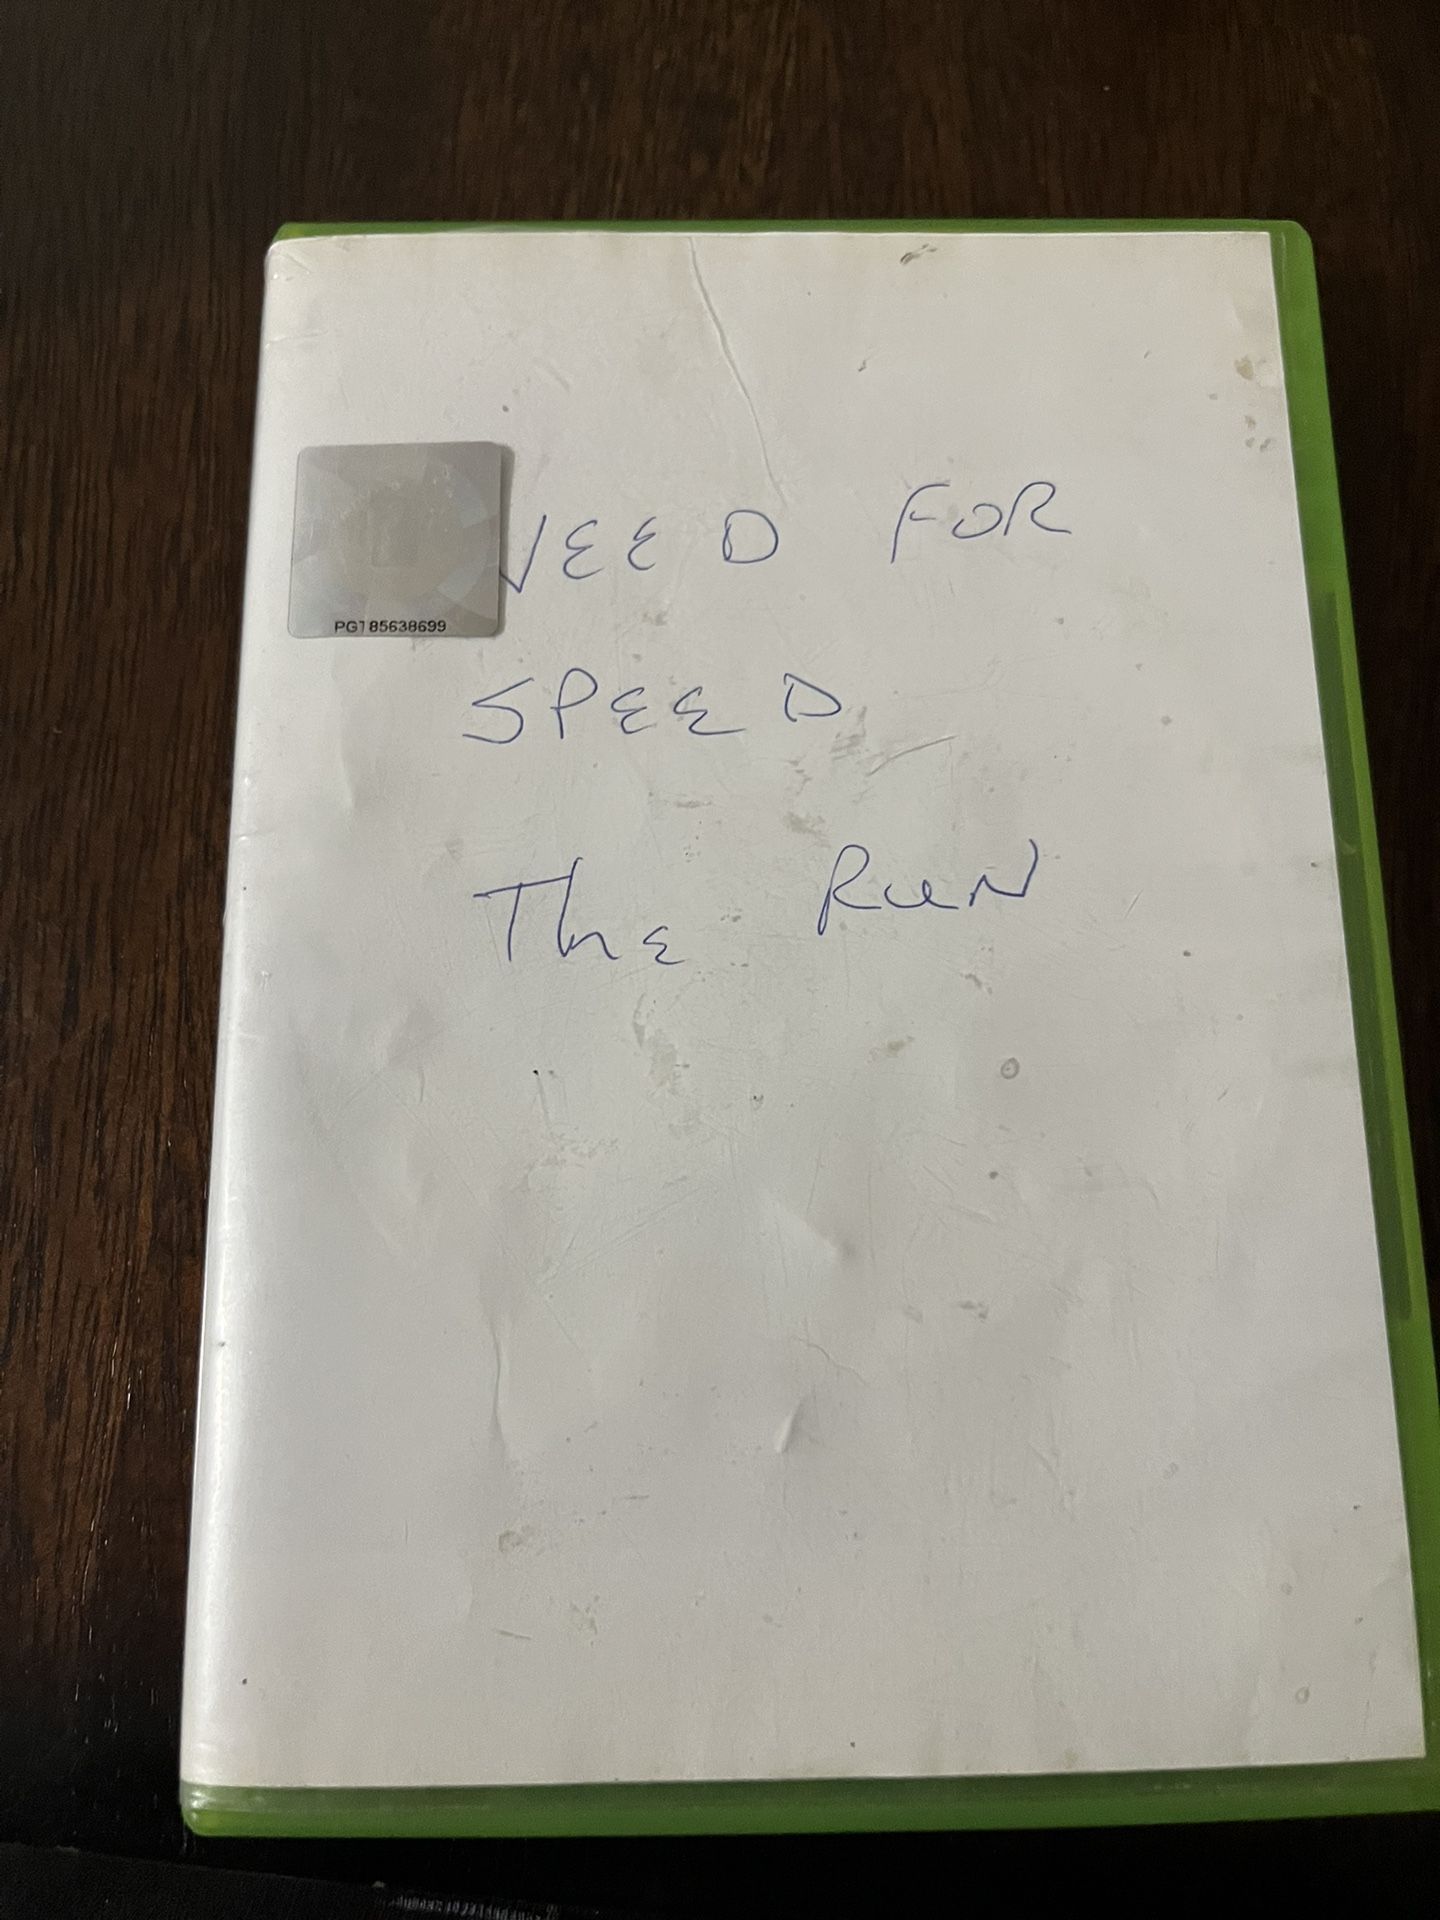 NEED FOR
PG185638699
SPEED
The RUN